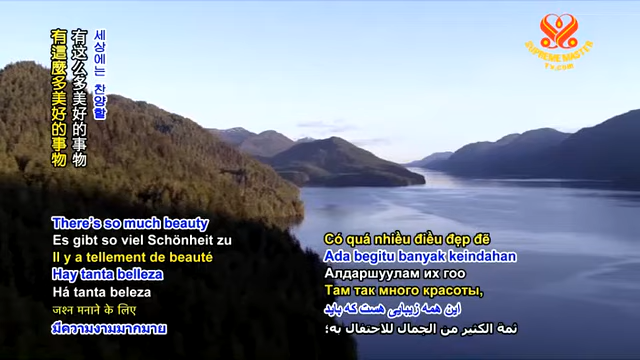 세상에는 찬양할
有这么多美好的事物
有這麼多美好的事物
SUPREME MASTER
TV.COM
There's so much beauty
Es gibt so viel Schönheit zu
Il y a tellement de beauté
Hay tanta belleza
Há tanta beleza
जश्न मनाने के लिए
มีความงามมากมาย
Có quá nhiều điều đẹp đẽ
Ada begitu banyak keindahan
Алдаршуулам их гоо
Там так много красоты,
این همه زیبایی هست که باید
ثمة الكثير من الجمال للاحتفال به؛